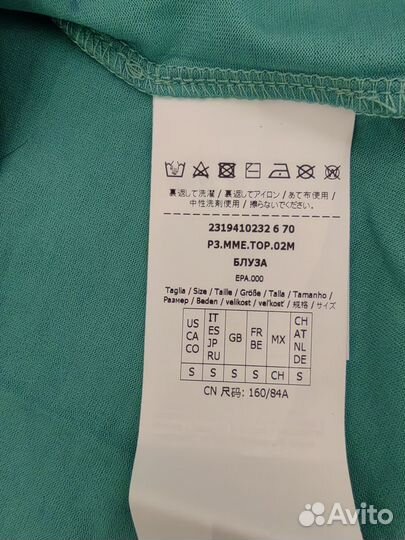 裏返して洗濯 / 裏返してアイロン / あて布使用 /
中性洗剤使用 / 擦らないでください。
2319410232 6 70
P3.MME.TOP.02M
БЛУЗА
EPA.000
Taglia / Size / Taille / Größe / Talla / Tamanho /
Размер / Beden / velikost / veľkosť / 规格 / サイズ
US CA CO IT ES JP RU GB FR BE MX CH AT NL DE
S S S S CH S
CN 尺码: 160/84A
Avito